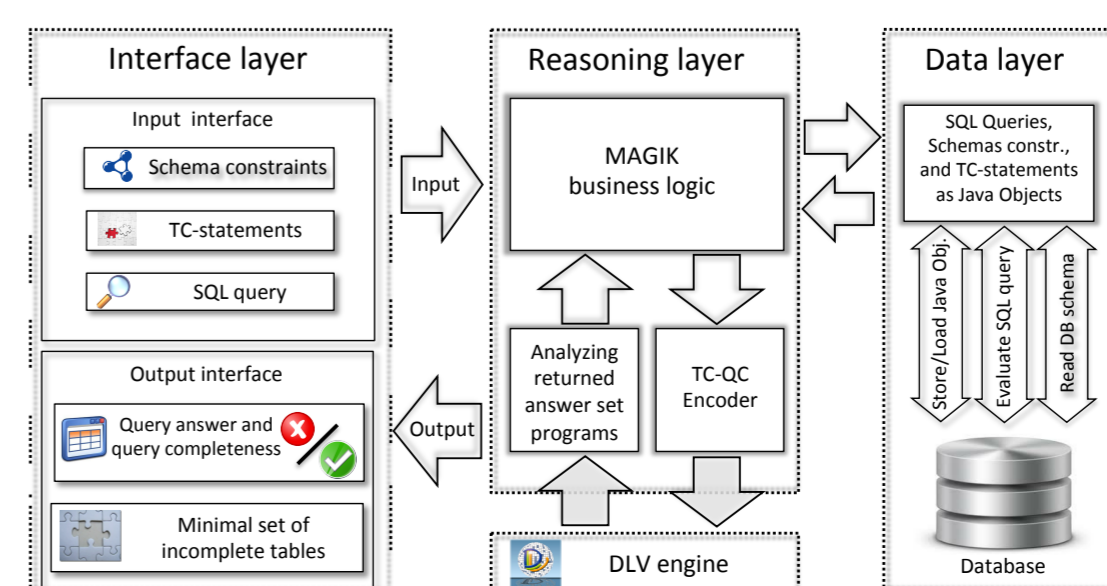 Interface layer
Input interface
Schema constraints
TC-statements
SQL query
Output interface
Query answer and
query completeness
Minimal set of
incomplete tables
Input
Output
Reasoning layer
MAGIK
business logic
Analyzing
returned
answer set
programs
TC-QC
Encoder
DLV engine
Data layer
SQL Queries,
Schemas constr.,
and TC-statements
as Java Objects
Store/Load Java Obj.
Evaluate SQL query
Read DB schema
Database